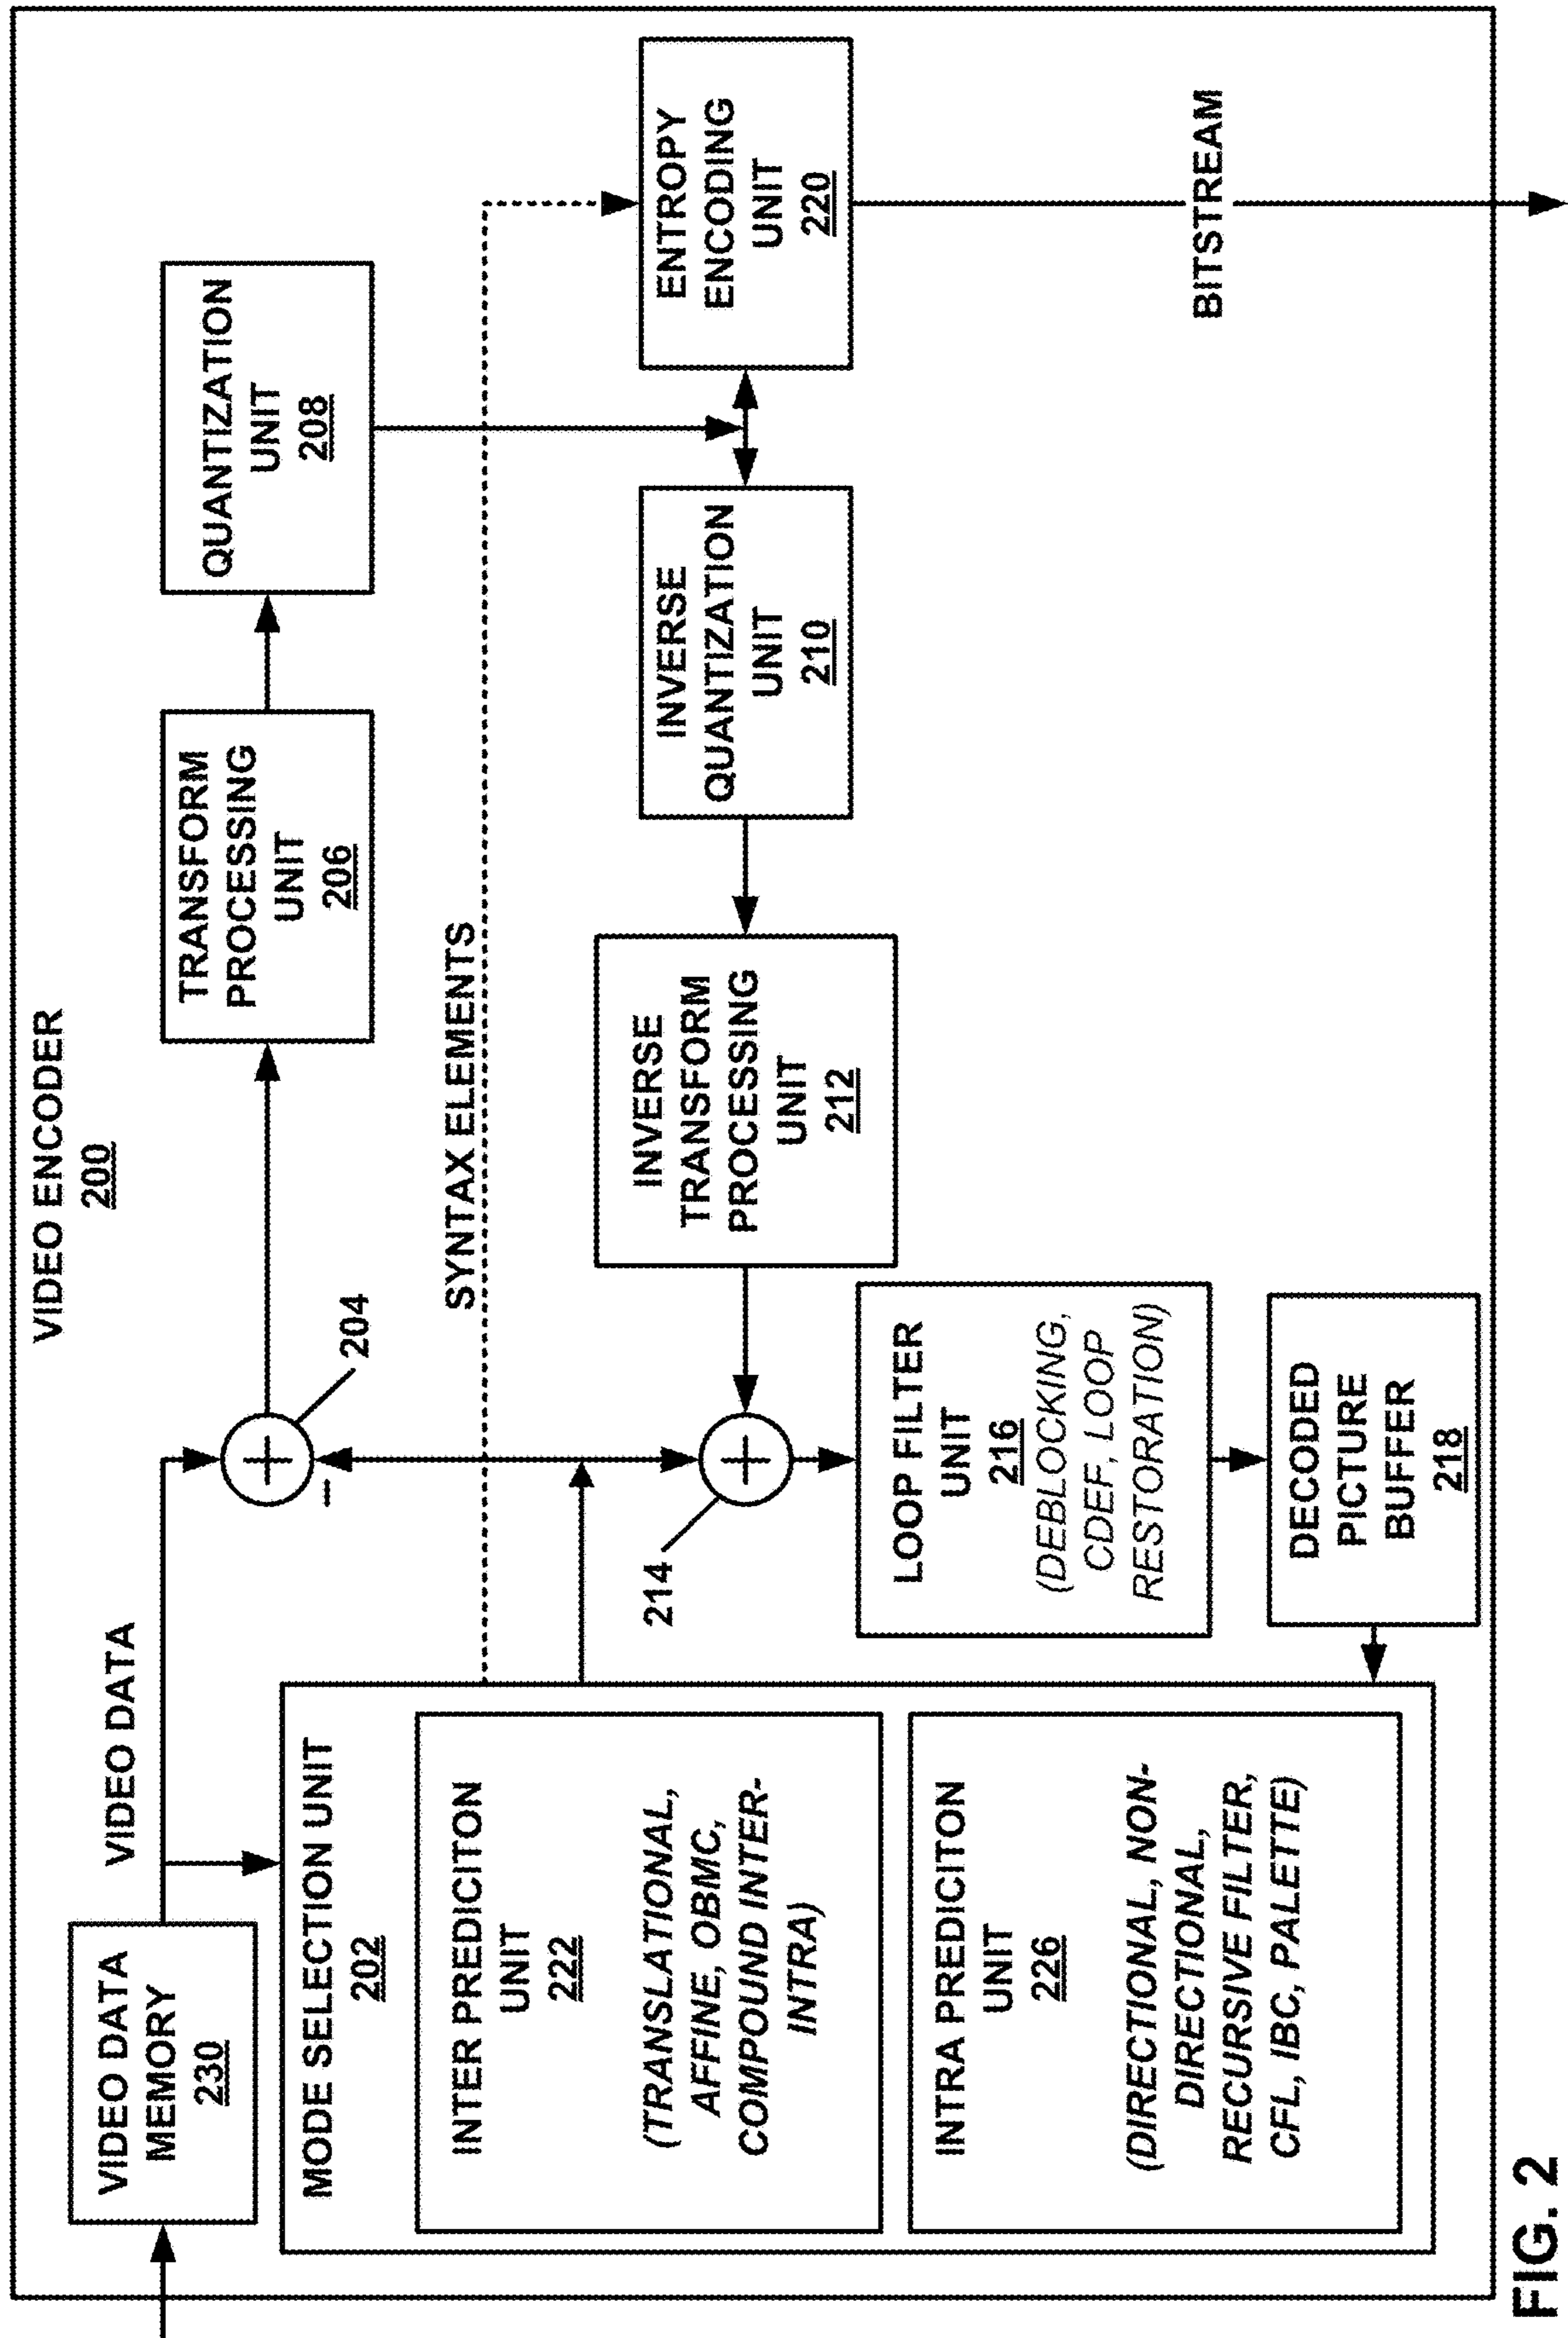 VIDEO ENCODER
200
VIDEO DATA
VIDEO DATA
MEMORY
230
204
TRANSFORM
PROCESSING
UNIT
206
QUANTIZATION
UNIT
208
SYNTAX ELEMENTS
MODE SELECTION UNIT
202
INTER PREDICITON
UNIT
222
(TRANSLATIONAL,
AFFINE, OBMC,
COMPOUND INTER-
INTRA)
INTRA PREDICITON
UNIT
226
(DIRECTIONAL, NON-
DIRECTIONAL,
RECURSIVE FILTER,
CFL, IBC, PALETTE)
214
INVERSE
TRANSFORM
PROCESSING
UNIT
212
INVERSE
QUANTIZATION
UNIT
210
ENTROPY
ENCODING
UNIT
220
LOOP FILTER
UNIT
216
(DEBLOCKING,
CDEF, LOOP
RESTORATION)
DECODED
PICTURE
BUFFER
218
BITSTREAM
FIG. 2